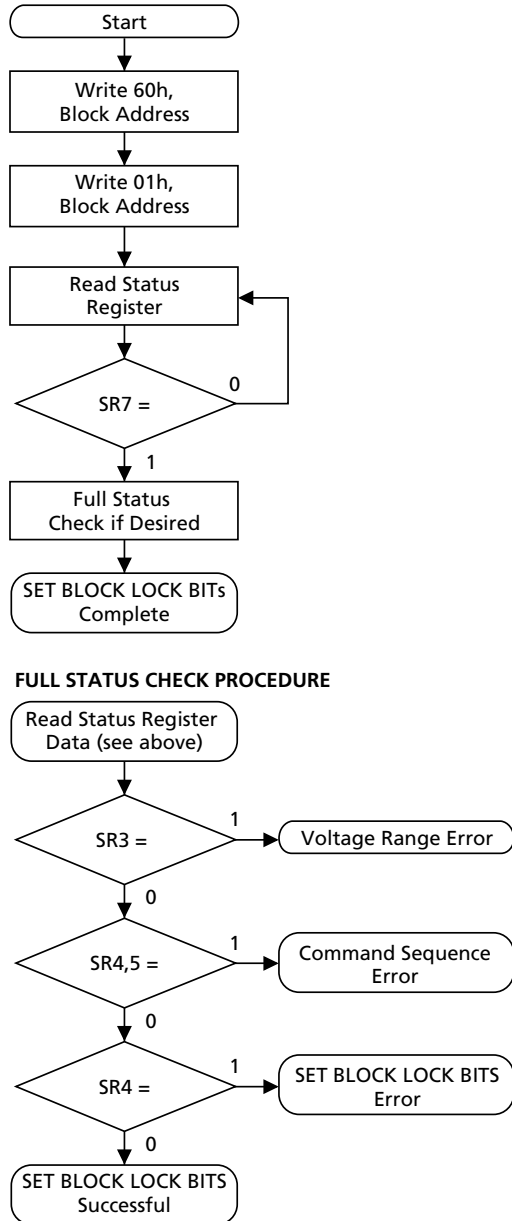 Start
Write 60h,
Block Address
Write 01h,
Block Address
Read Status
Register
0
SR7 =
1
Full Status
Check if Desired
SET BLOCK LOCK BITs
Complete
FULL STATUS CHECK PROCEDURE
Read Status Register
Data (see above)
1
SR3 =
Voltage Range Error
0
1
SR4,5 =
Command Sequence
Error
0
1
SR4 =
SET BLOCK LOCK BITS
Error
0
SET BLOCK LOCK BITS
Successful